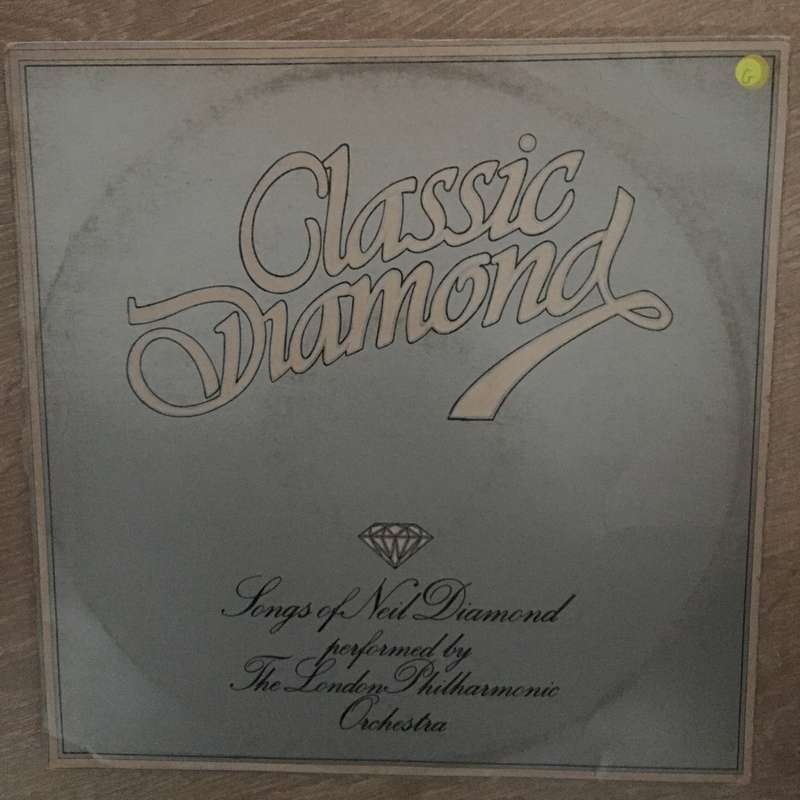 G
Classic
Diamond
Songs of Neil Diamond
performed by
The London Philharmonic
Orchestra